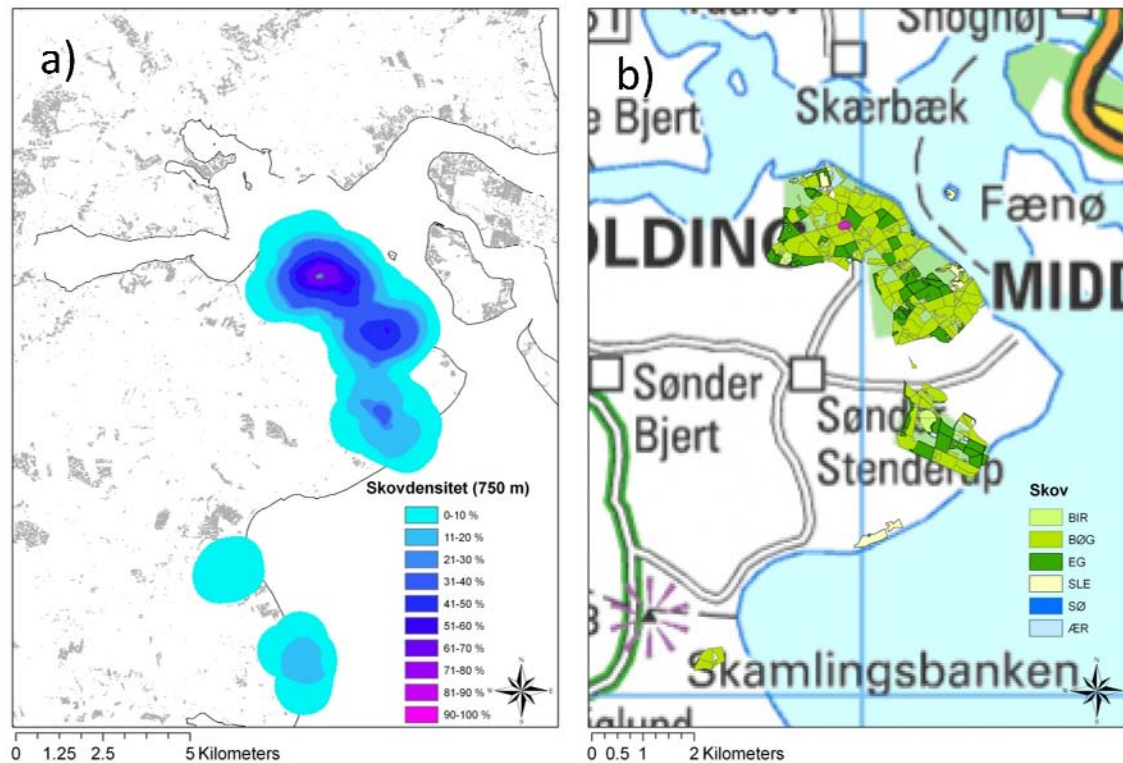 a)
Skovdensitet (750 m)
0-10 %
11-20 %
21-30 %
31-40 %
41-50 %
51-60 %
61-70 %
71-80 %
81-90 %
90-100 %
0 1.25 2.5 5 Kilometers
b)
Snoghøj
Skærbæk
e Bjert
Fænø
OLDING
MIDD
Sønder
Bjert
Sønder
Stenderup
Skov
BIR
BØG
EG
SLE
SØ
ÆR
Skamlingsbanken
0 0.5 1 2 Kilometers